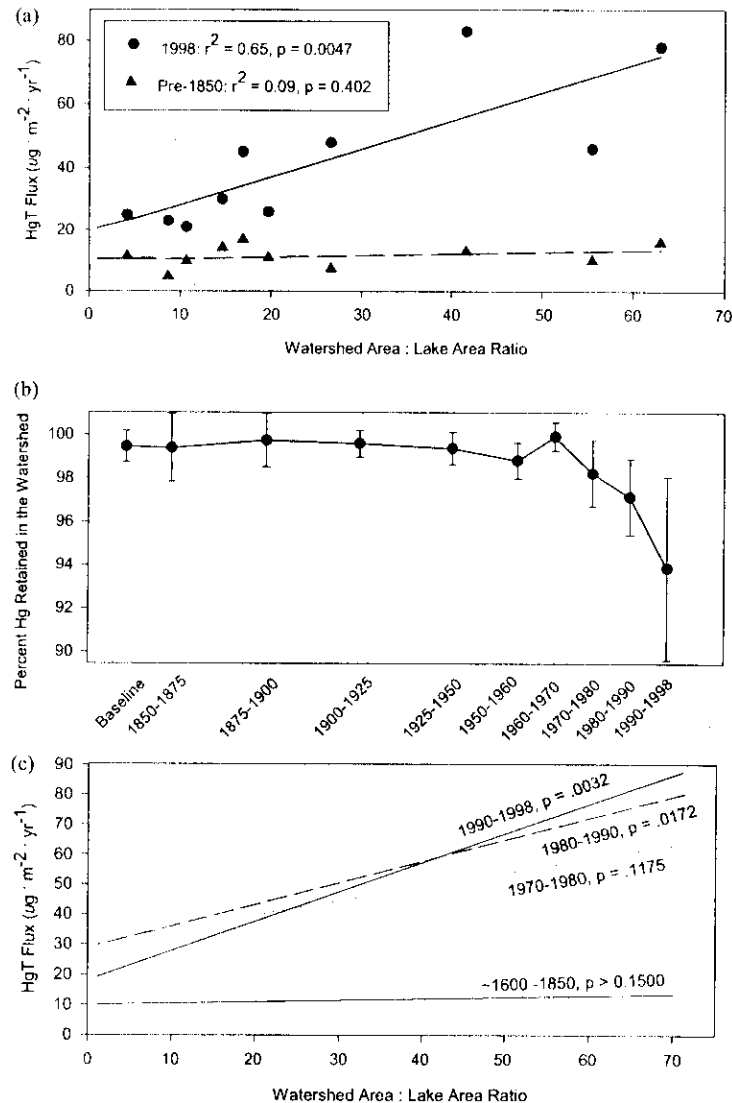 (a)
80
60
40
20
0
HgT Flux (ug · m-2 · yr-1)
1998: r2 = 0.65, p = 0.0047
Pre-1850: r2 = 0.09, p = 0.402
0 10 20 30 40 50 60 70
Watershed Area : Lake Area Ratio
(b)
100
98
96
94
92
90
Percent Hg Retained in the Watershed
Baseline
1850-1875
1875-1900
1900-1925
1925-1950
1950-1960
1960-1970
1970-1980
1980-1990
1990-1998
(c)
90
80
70
60
50
40
30
20
10
0
HgT Flux (ug · m-2 · yr-1)
1990-1998, p = .0032
1980-1990, p = .0172
1970-1980, p = .1175
~1600 -1850, p > 0.1500
0 10 20 30 40 50 60 70
Watershed Area : Lake Area Ratio